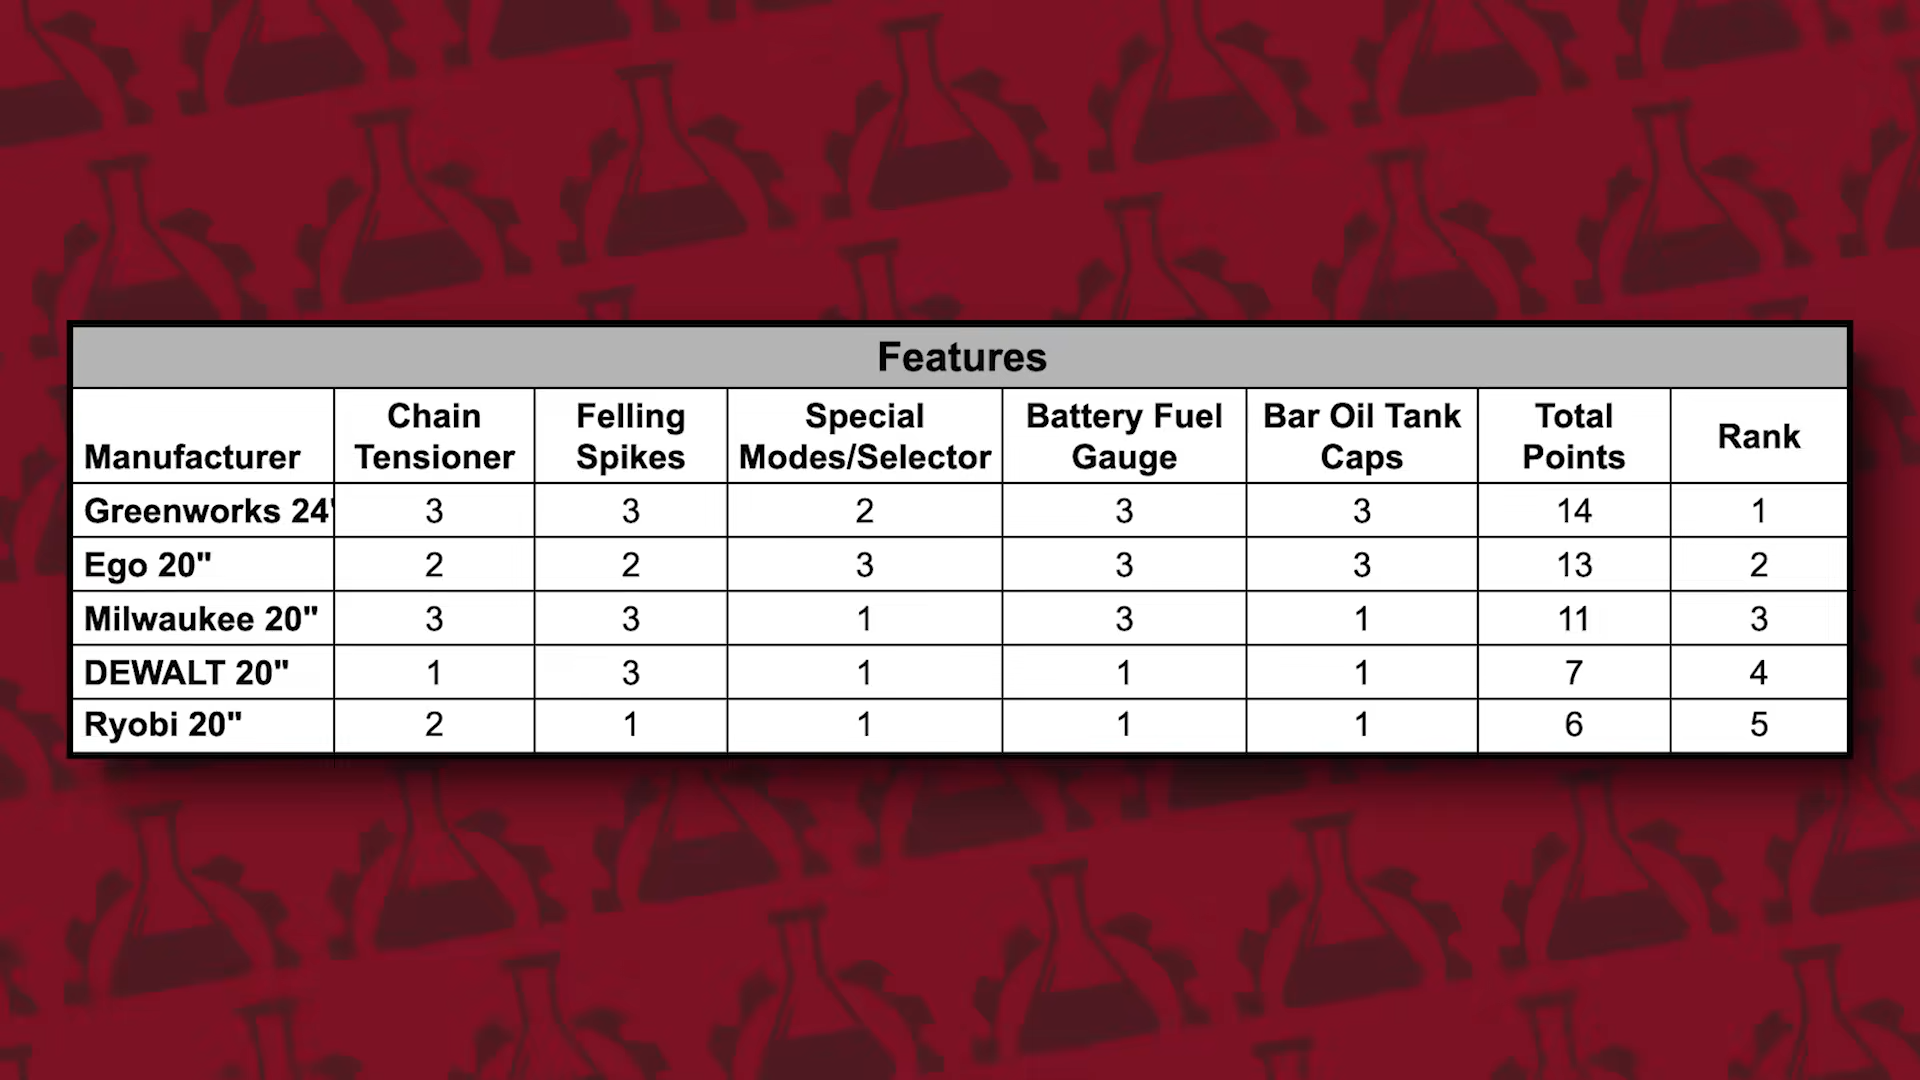 Features
Manufacturer Chain Tensioner Felling Spikes Special Modes/Selector Battery Fuel Gauge Bar Oil Tank Caps Total Points Rank
Greenworks 24" 3 3 2 3 3 14 1
Ego 20" 2 2 3 3 3 13 2
Milwaukee 20" 3 3 1 3 1 11 3
DEWALT 20" 1 3 1 1 1 7 4
Ryobi 20" 2 1 1 1 1 6 5